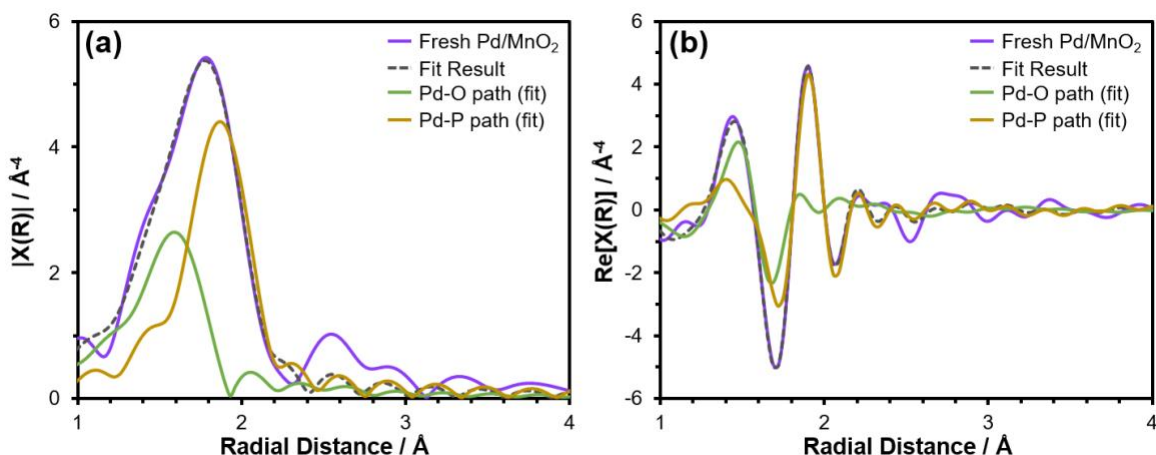 (a)
Fresh Pd/MnO₂
Fit Result
Pd-O path (fit)
Pd-P path (fit)
6
4
2
0
|X(R)| / Å⁻⁴
1
2
3
4
Radial Distance / Å
(b)
Fresh Pd/MnO₂
Fit Result
Pd-O path (fit)
Pd-P path (fit)
6
4
2
0
-2
-4
-6
Re[X(R)] / Å⁻⁴
1
2
3
4
Radial Distance / Å